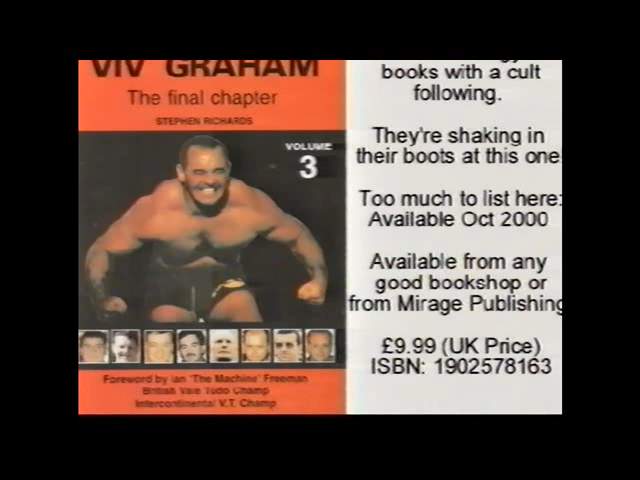 VIV GRAHAM
The final chapter
STEPHEN RICHARDS
VOLUME
3
Foreword by Ian 'The Machine' Freeman
British Vale Tudo Champ
Intercontinental V.T. Champ
books with a cult
following.
They're shaking in
their boots at this one!
Too much to list here:
Available Oct 2000
Available from any
good bookshop or
from Mirage Publishing
£9.99 (UK Price)
ISBN: 1902578163